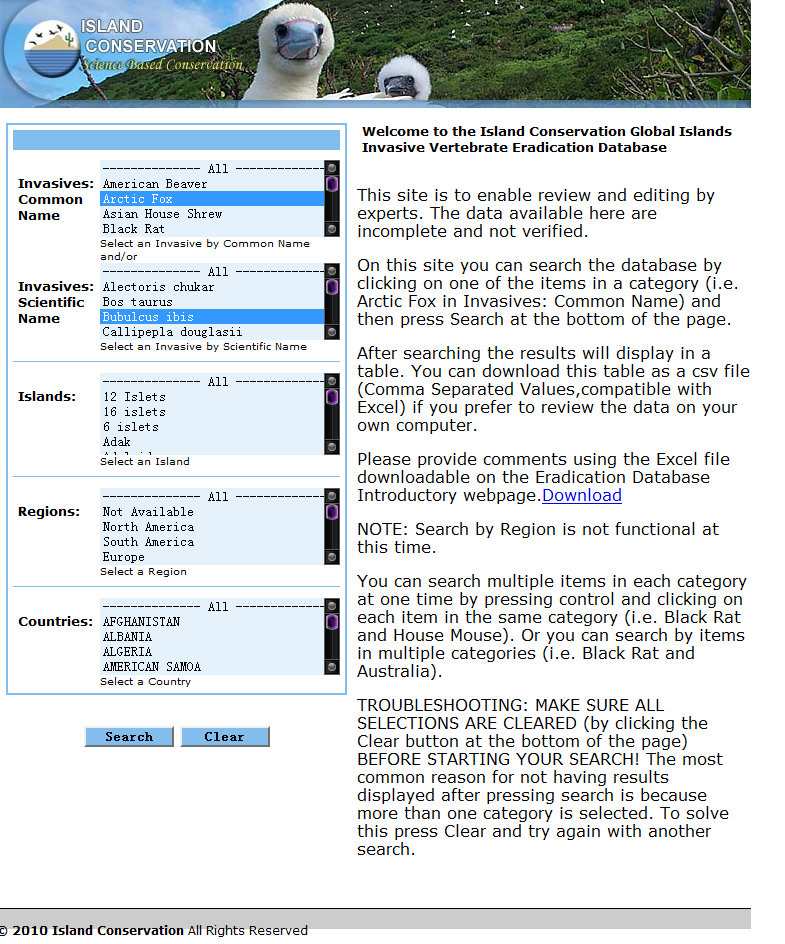 ISLAND
CONSERVATION
Science Based Conservation
Invasives:
Common
Name
------------- All -------------
American Beaver
Arctic Fox
Asian House Shrew
Black Rat
Select an Invasive by Common Name
and/or
Invasives:
Scientific
Name
------------- All -------------
Alectoris chukar
Bos taurus
Bubulcus ibis
Callipepla douglasii
Select an Invasive by Scientific Name
Islands:
------------- All -------------
12 Islets
16 islets
6 islets
Adak
Select an Island
Regions:
------------- All -------------
Not Available
North America
South America
Europe
Select a Region
Countries:
------------- All -------------
AFGHANISTAN
ALBANIA
ALGERIA
AMERICAN SAMOA
Select a Country
Search Clear
Welcome to the Island Conservation Global Islands
Invasive Vertebrate Eradication Database
This site is to enable review and editing by
experts. The data available here are
incomplete and not verified.
On this site you can search the database by
clicking on one of the items in a category (i.e.
Arctic Fox in Invasives: Common Name) and
then press Search at the bottom of the page.
After searching the results will display in a
table. You can download this table as a csv file
(Comma Separated Values,compatible with
Excel) if you prefer to review the data on your
own computer.
Please provide comments using the Excel file
downloadable on the Eradication Database
Introductory webpage.Download
NOTE: Search by Region is not functional at
this time.
You can search multiple items in each category
at one time by pressing control and clicking on
each item in the same category (i.e. Black Rat
and House Mouse). Or you can search by items
in multiple categories (i.e. Black Rat and
Australia).
TROUBLESHOOTING: MAKE SURE ALL
SELECTIONS ARE CLEARED (by clicking the
Clear button at the bottom of the page)
BEFORE STARTING YOUR SEARCH! The most
common reason for not having results
displayed after pressing search is because
more than one category is selected. To solve
this press Clear and try again with another
search.
© 2010 Island Conservation All Rights Reserved